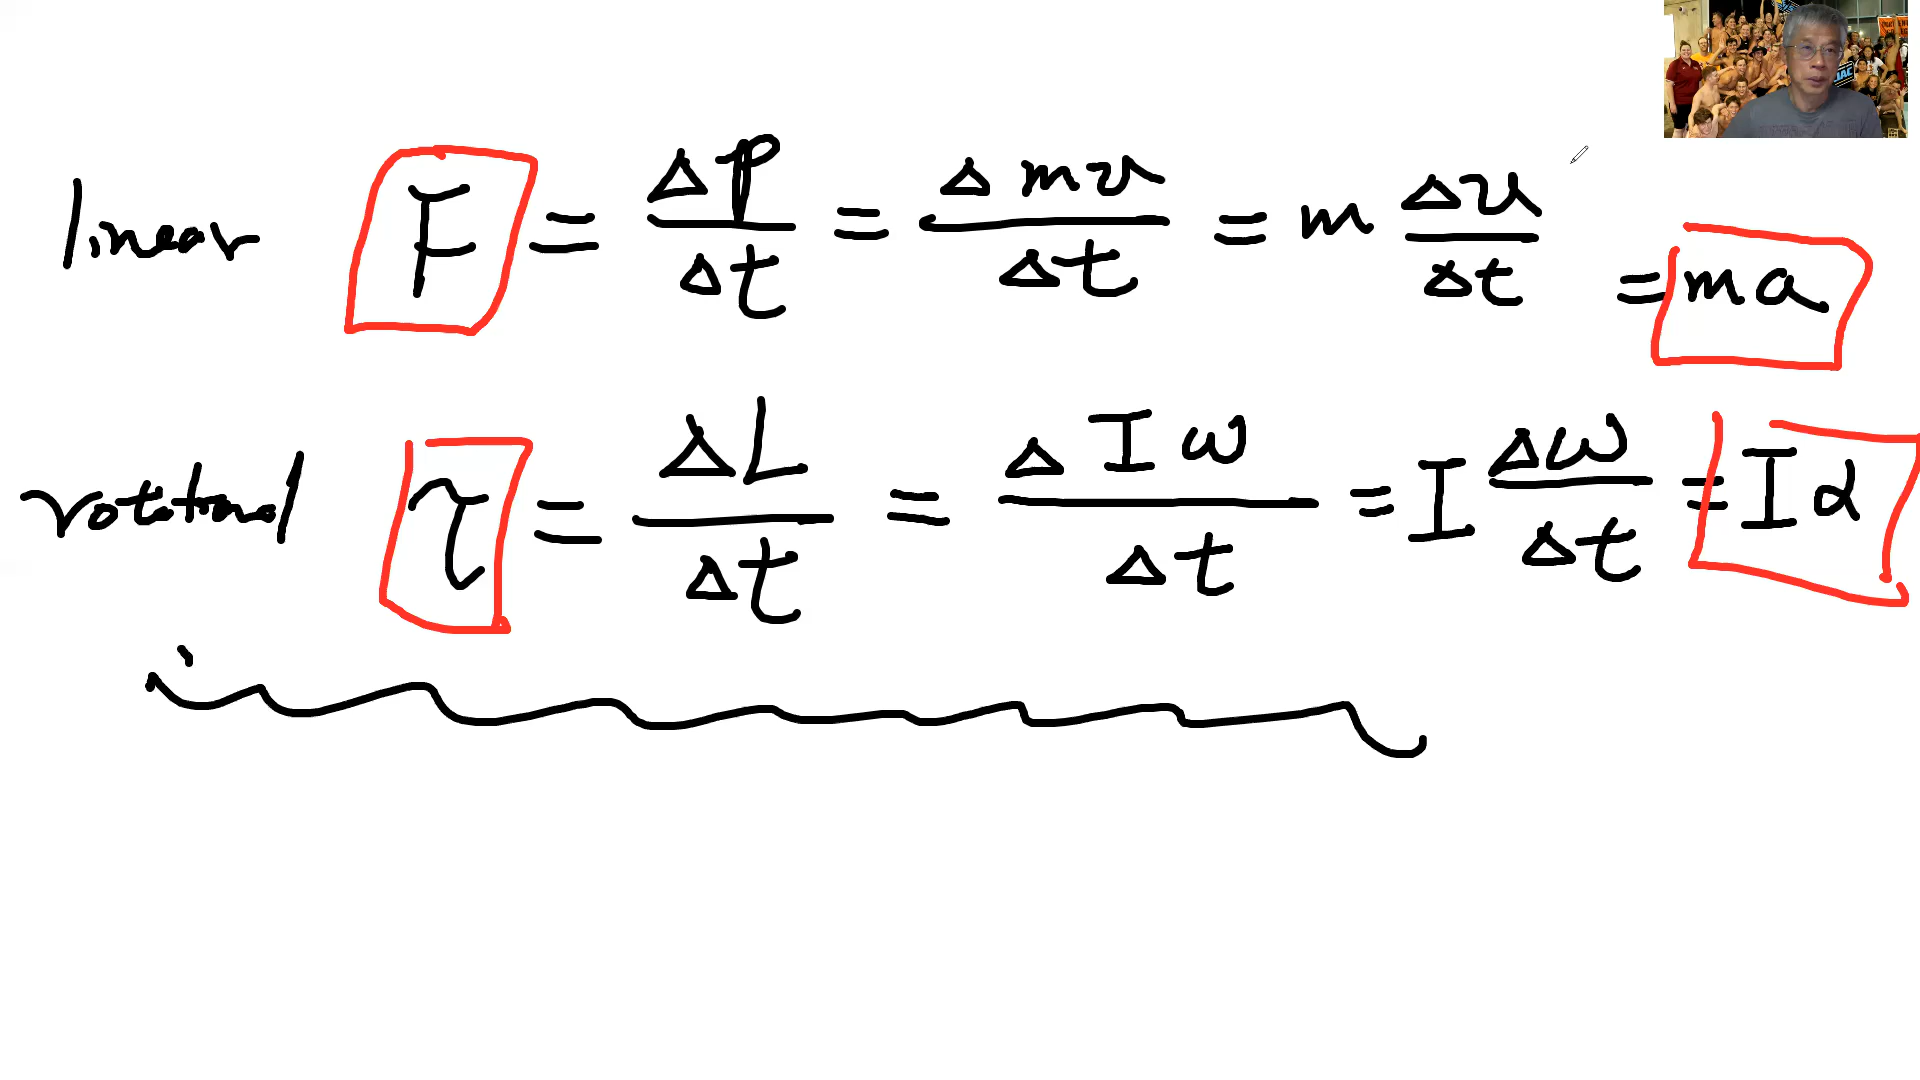 linear F = Δp/Δt = Δmv/Δt = m Δv/Δt = ma
rotational τ = ΔL/Δt = ΔIω/Δt = I Δω/Δt = Iα